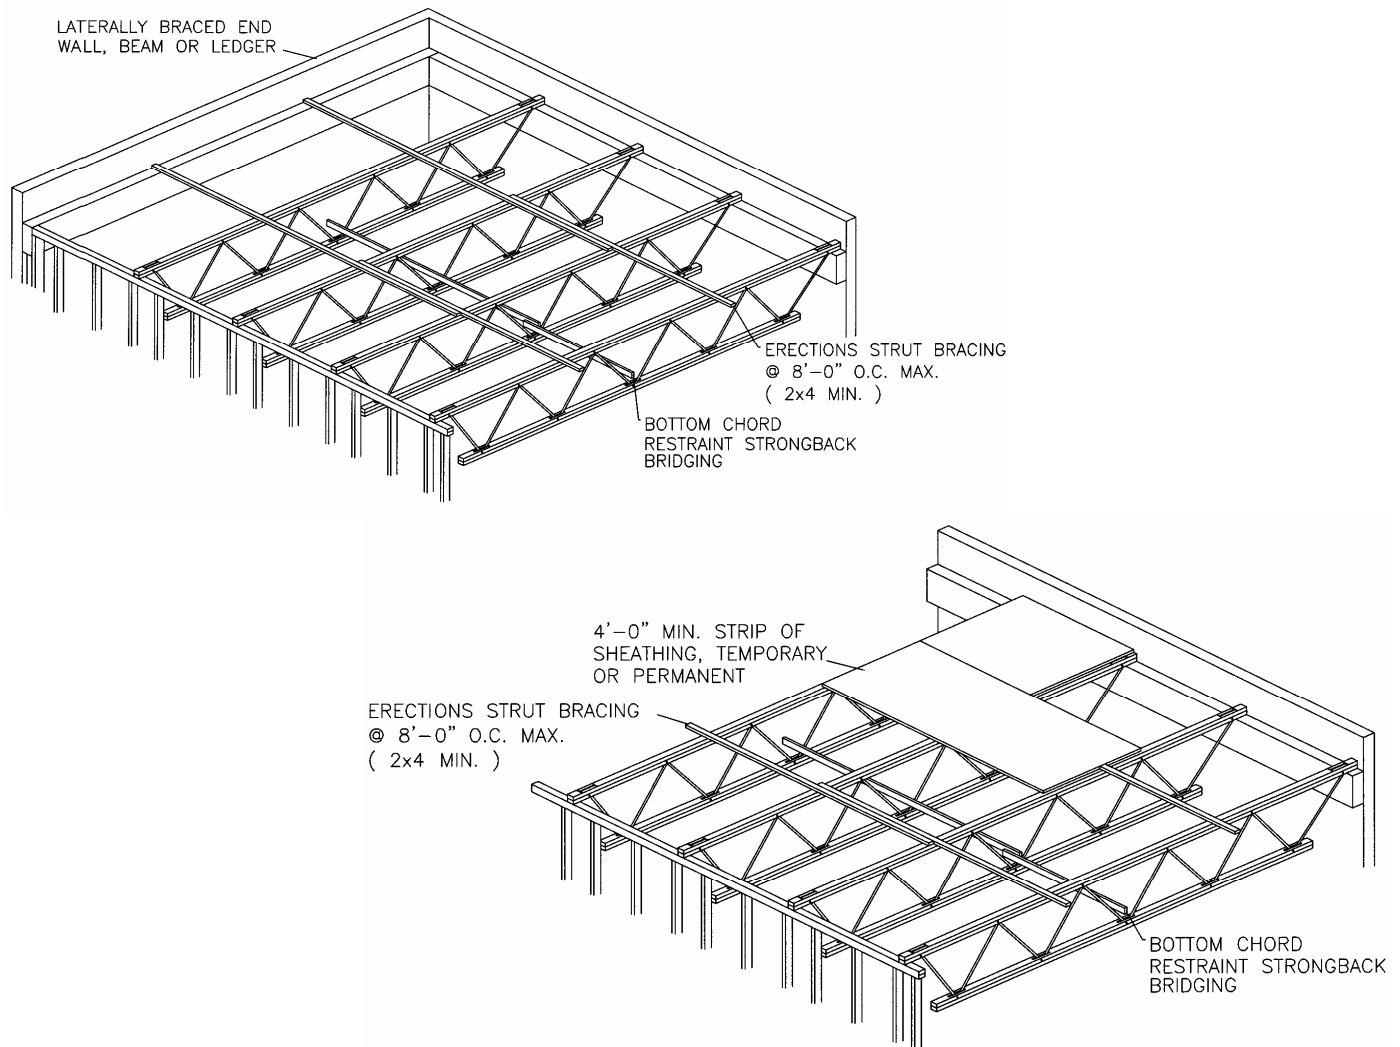 LATERALLY BRACED END
WALL, BEAM OR LEDGER
ERECTIONS STRUT BRACING
@ 8'-0" O.C. MAX.
( 2x4 MIN. )
BOTTOM CHORD
RESTRAINT STRONGBACK
BRIDGING
4'-0" MIN. STRIP OF
SHEATHING, TEMPORARY
OR PERMANENT
ERECTIONS STRUT BRACING
@ 8'-0" O.C. MAX.
( 2x4 MIN. )
BOTTOM CHORD
RESTRAINT STRONGBACK
BRIDGING